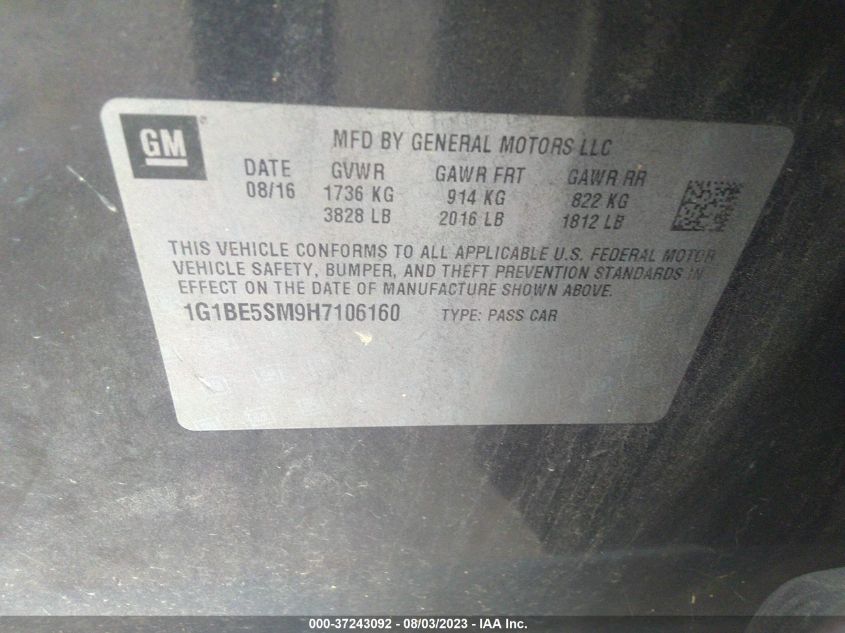 GM
MFD BY GENERAL MOTORS LLC
DATE GVWR GAWR FRT GAWR RR
08/16 1736 KG 914 KG 822 KG
3828 LB 2016 LB 1812 LB
THIS VEHICLE CONFORMS TO ALL APPLICABLE U.S. FEDERAL MOTOR
VEHICLE SAFETY, BUMPER, AND THEFT PREVENTION STANDARDS IN
EFFECT ON THE DATE OF MANUFACTURE SHOWN ABOVE.
1G1BE5SM9H7106160 TYPE: PASS CAR
000-37243092 - 08/03/2023 - IAA Inc.